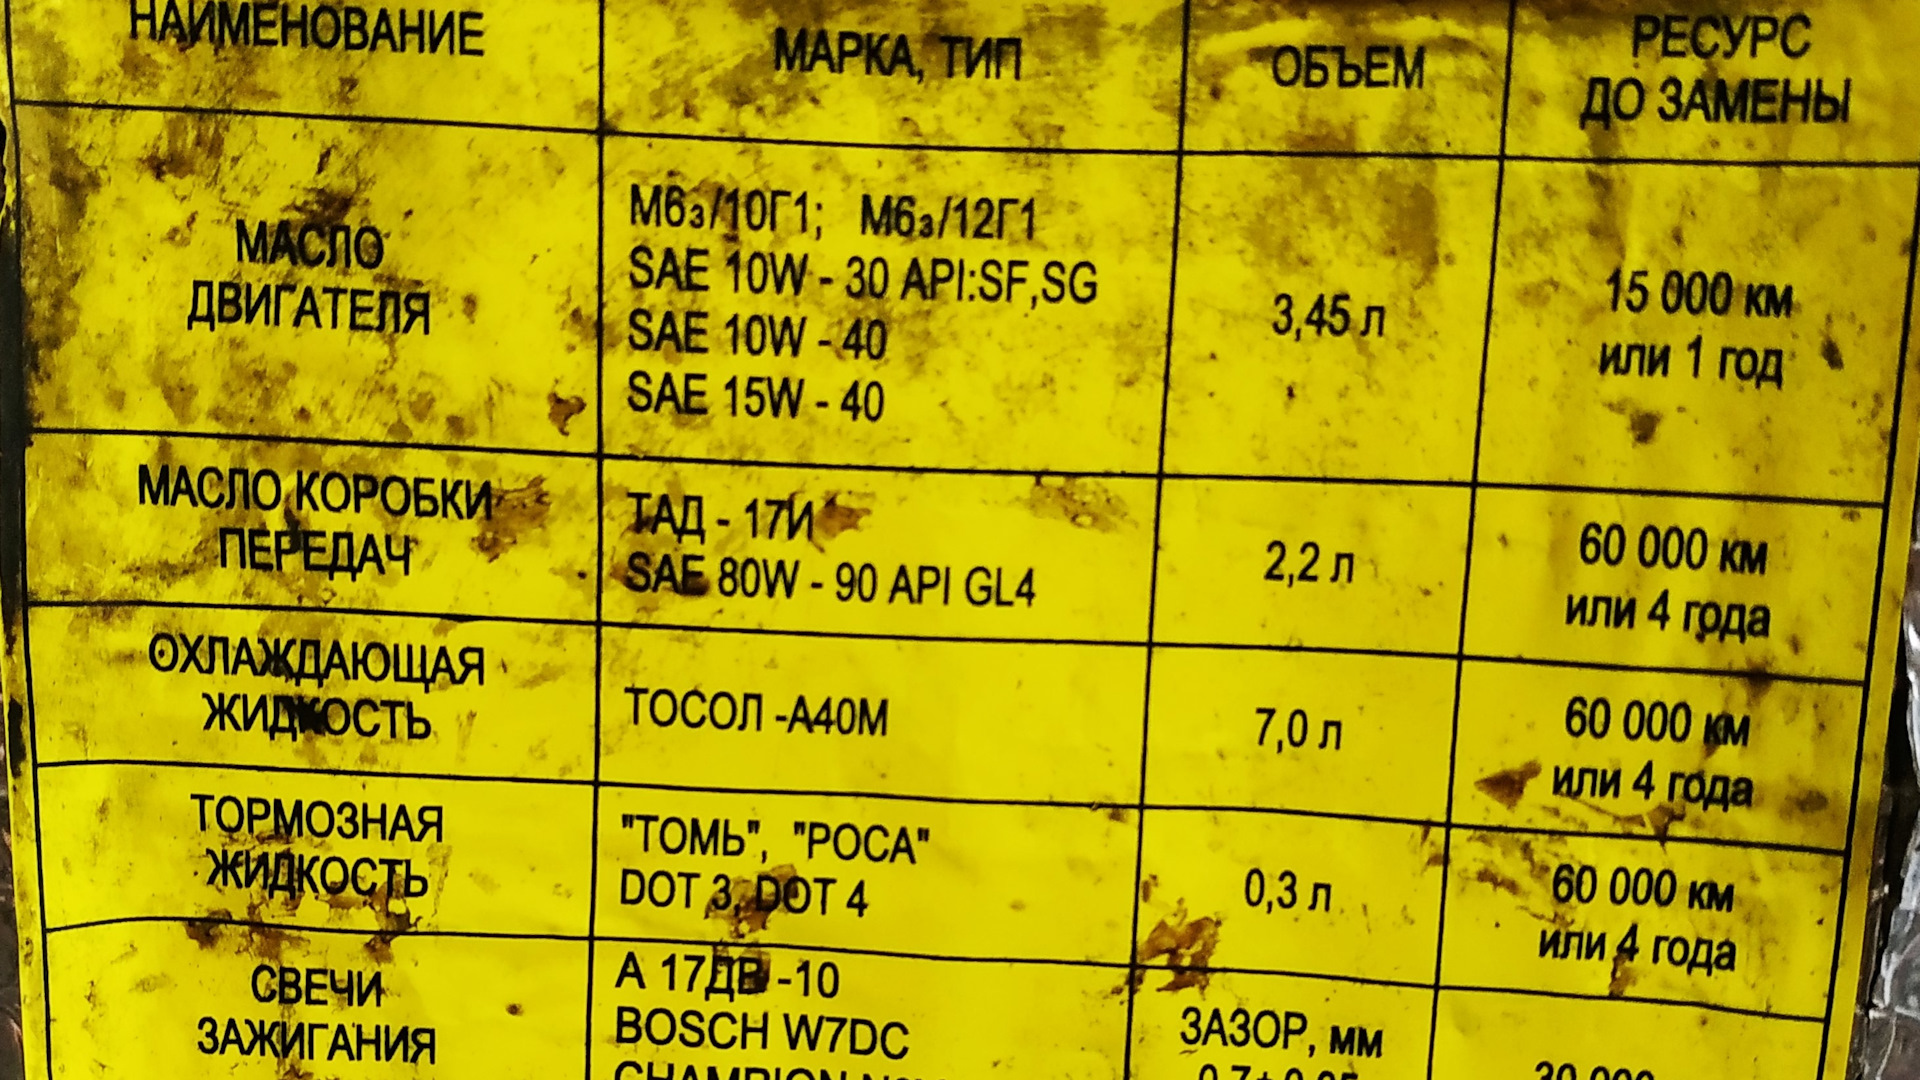 НАИМЕНОВАНИЕ
МАРКА, ТИП
ОБЪЕМ
РЕСУРС
ДО ЗАМЕНЫ
МАСЛО
ДВИГАТЕЛЯ
М6з/10Г1; М6з/12Г1
SAE 10W - 30 API:SF,SG
SAE 10W - 40
SAE 15W - 40
3,45 л
15 000 км
или 1 год
МАСЛО КОРОБКИ
ПЕРЕДАЧ
ТАД - 17И
SAE 80W - 90 API GL4
2,2 л
60 000 км
или 4 года
ОХЛАЖДАЮЩАЯ
ЖИДКОСТЬ
ТОСОЛ -А40М
7,0 л
60 000 км
или 4 года
ТОРМОЗНАЯ
ЖИДКОСТЬ
"ТОМЬ", "РОСА"
DOT 3, DOT 4
0,3 л
60 000 км
или 4 года
СВЕЧИ
ЗАЖИГАНИЯ
А 17ДВ -10
BOSCH W7DC
CHAMPION
ЗАЗОР, мм
30 000